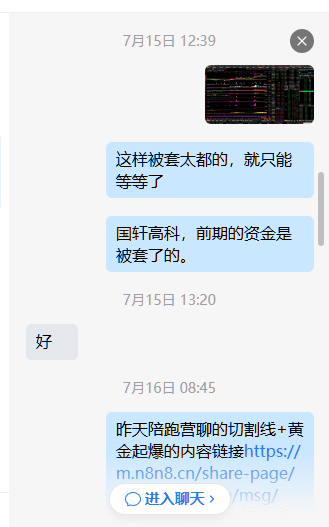 7月15日 12:39
这样被套太都的，就只能
等等了
国轩高科，前期的资金是
被套了的。
7月15日 13:20
好
7月16日 08:45
昨天陪跑营聊的切割线+黄
金起爆的内容链接https://
m.n8n8.cn/share-page/
/msg/
进入聊天 >